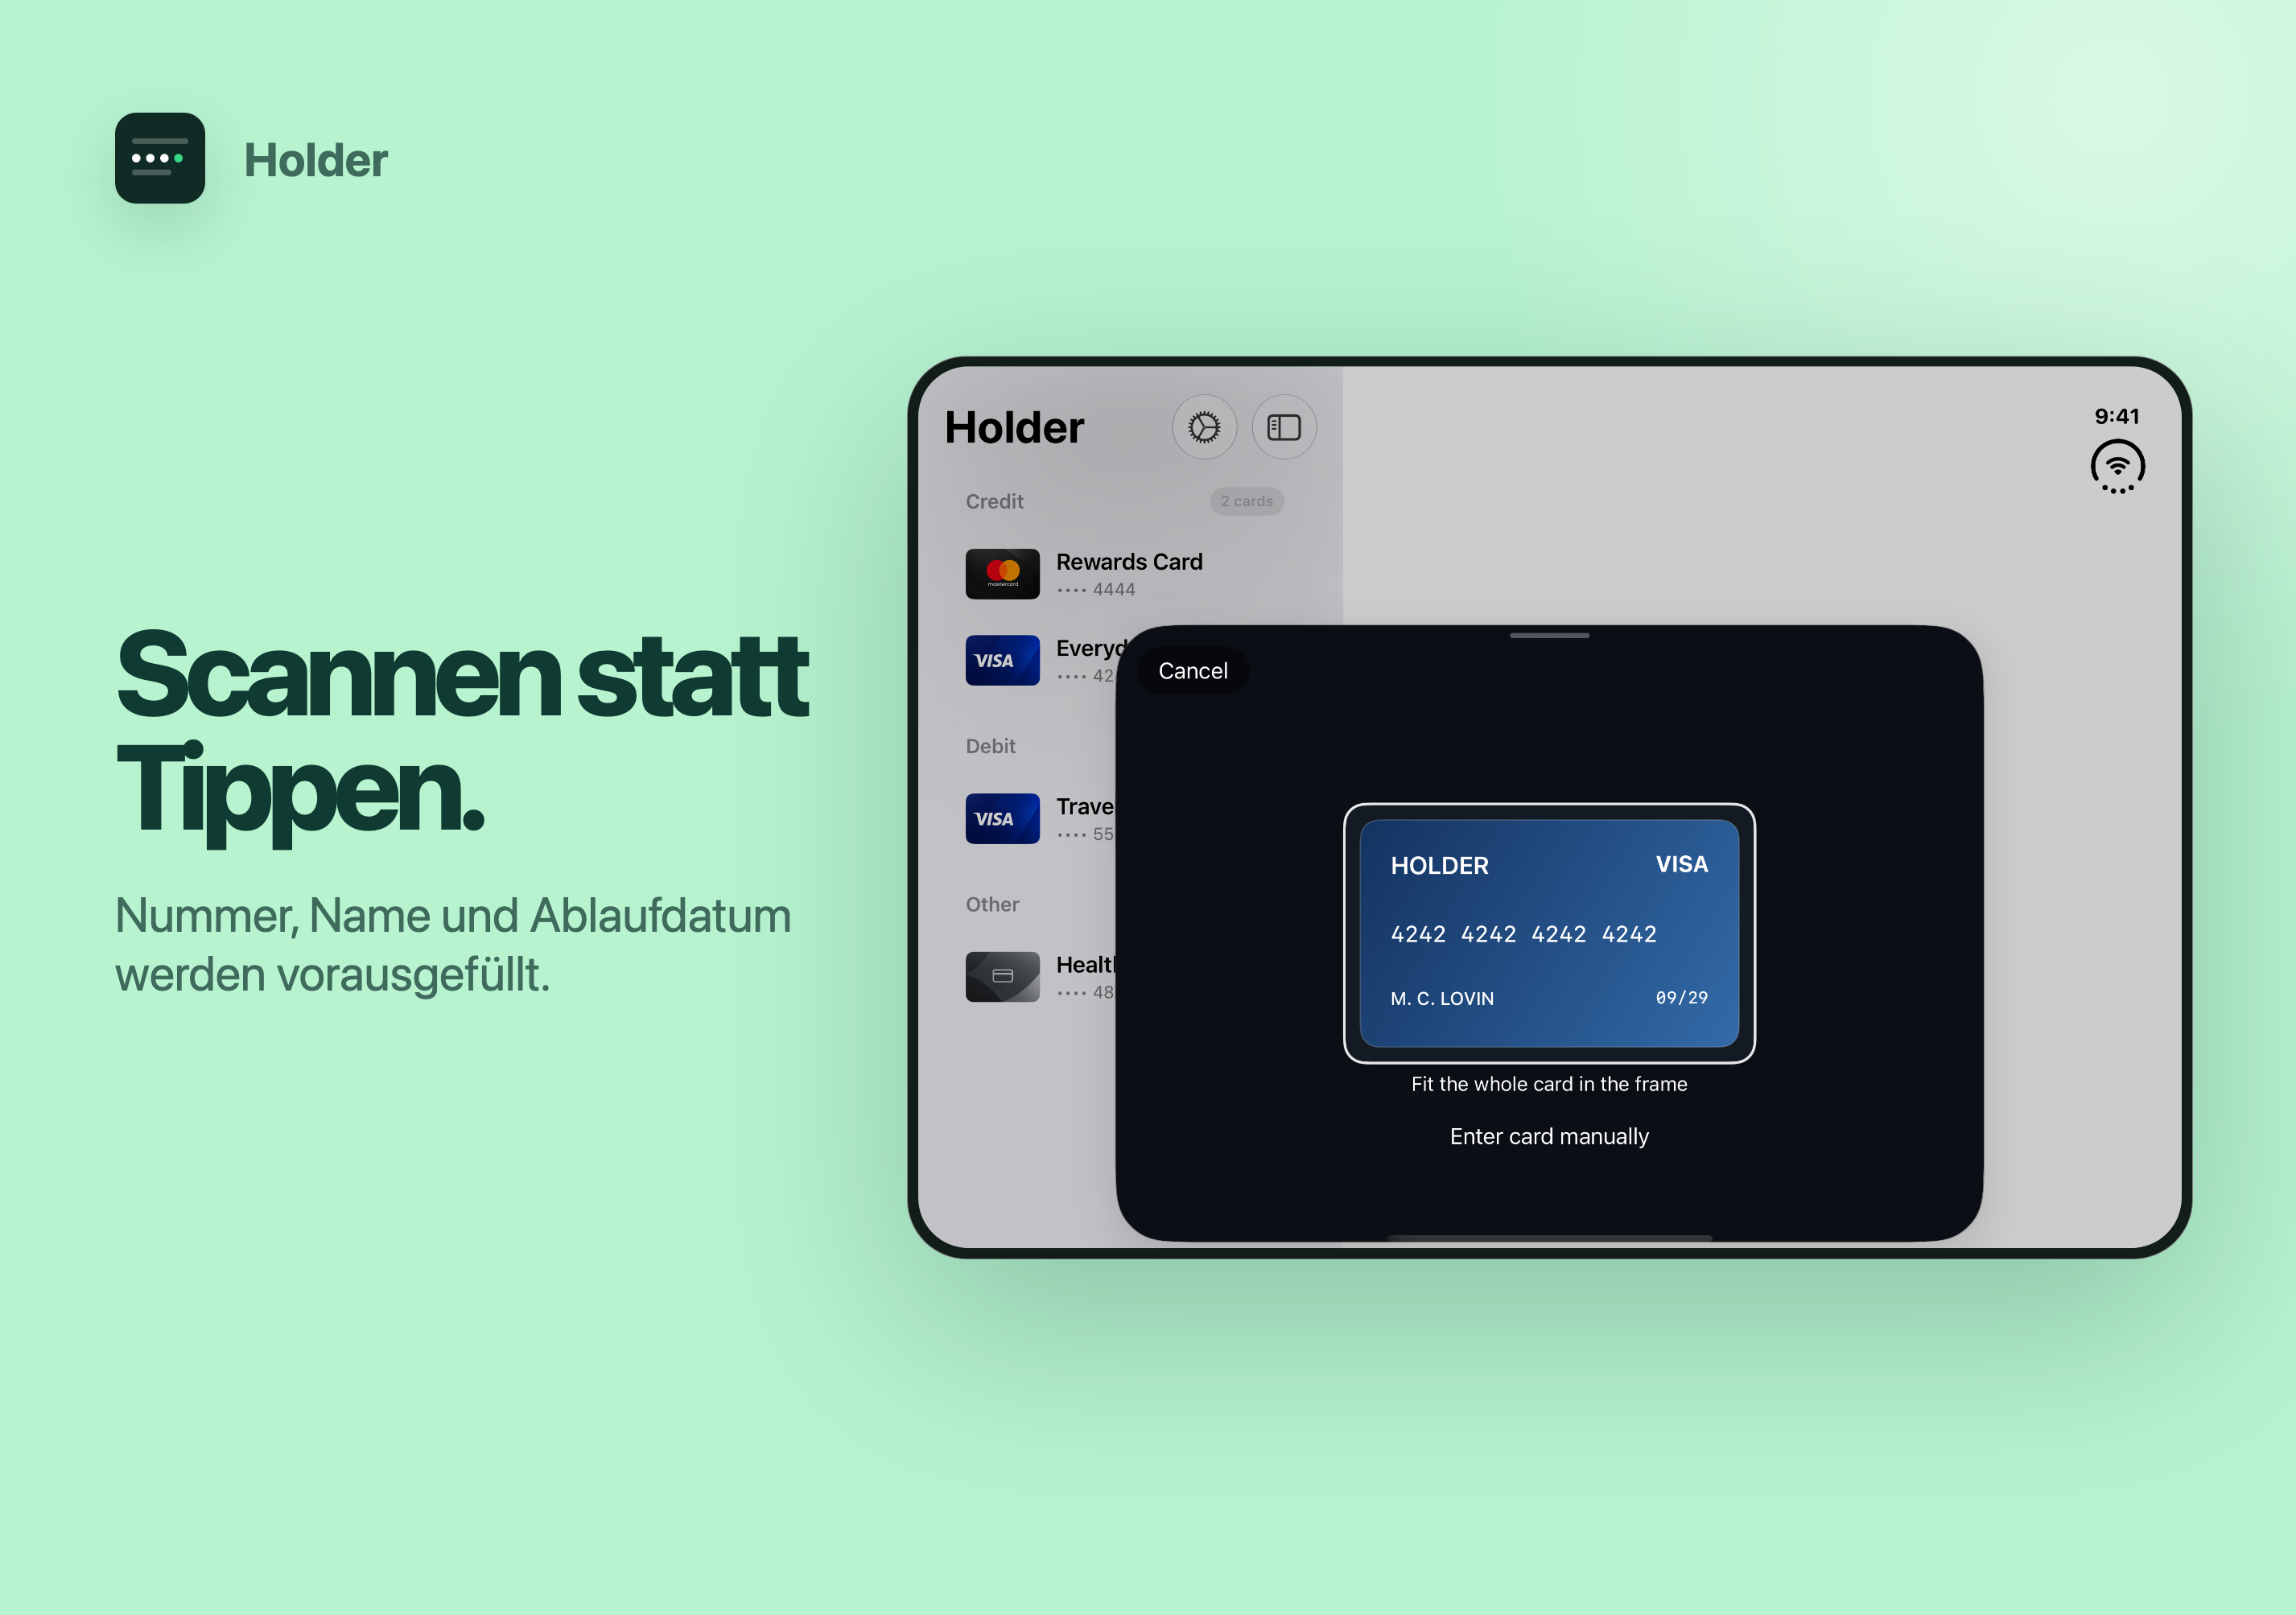 Holder
Scannen statt
Tippen.
Nummer, Name und Ablaufdatum
werden vorausgefüllt.
Holder
9:41
Credit
2 cards
mastercard
Rewards Card
•••• 4444
VISA
•••• 42
Debit
VISA
•••• 55
Other
•••• 48
Cancel
HOLDER
VISA
4242 4242 4242 4242
M. C. LOVIN
09/29
Fit the whole card in the frame
Enter card manually